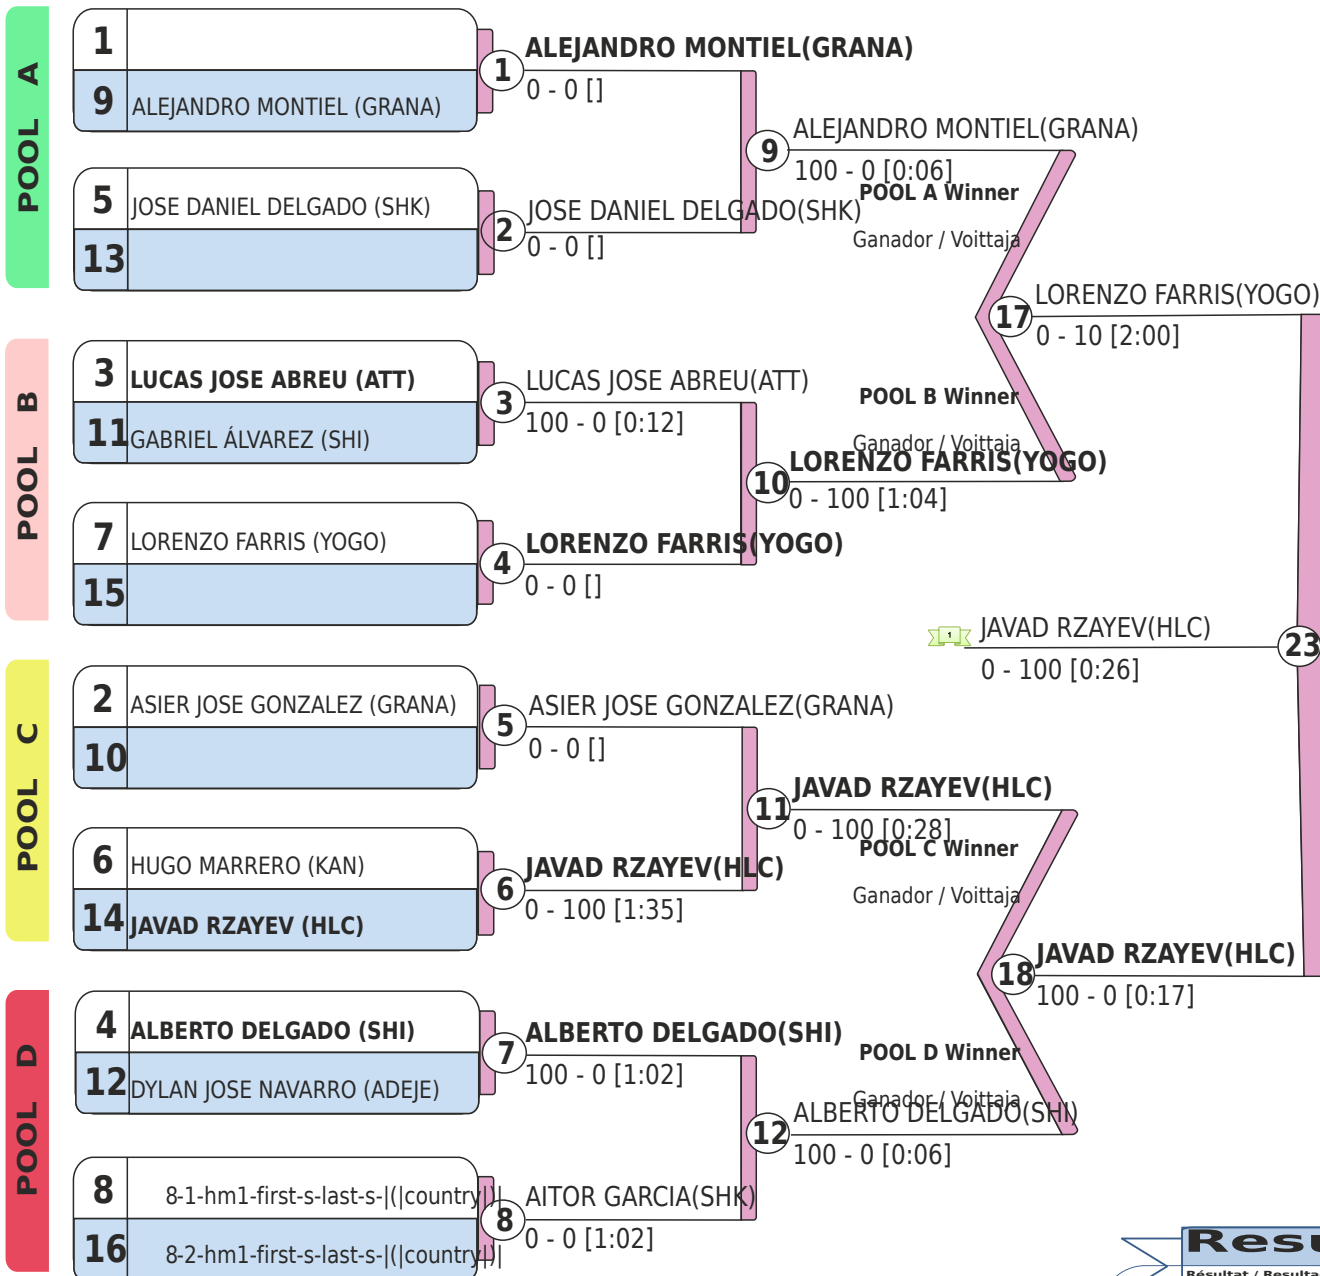 POOL A
1
9 ALEJANDRO MONTIEL (GRANA)
1
ALEJANDRO MONTIEL(GRANA)
0 - 0 []
5 JOSE DANIEL DELGADO (SHK)
13
2
JOSE DANIEL DELGADO(SHK)
0 - 0 []
9
ALEJANDRO MONTIEL(GRANA)
100 - 0 [0:06]
POOL A Winner
Ganador / Voittaja
17
LORENZO FARRIS(YOGO)
0 - 10 [2:00]
POOL B
3 LUCAS JOSE ABREU (ATT)
11 GABRIEL ÁLVAREZ (SHI)
3
LUCAS JOSE ABREU(ATT)
100 - 0 [0:12]
POOL B Winner
Ganador / Voittaja
10
LORENZO FARRIS(YOGO)
0 - 100 [1:04]
7 LORENZO FARRIS (YOGO)
15
4
LORENZO FARRIS(YOGO)
0 - 0 []
1
JAVAD RZAYEV(HLC)
0 - 100 [0:26]
23
POOL C
2 ASIER JOSE GONZALEZ (GRANA)
10
5
ASIER JOSE GONZALEZ(GRANA)
0 - 0 []
11
JAVAD RZAYEV(HLC)
0 - 100 [0:28]
POOL C Winner
Ganador / Voittaja
6 HUGO MARRERO (KAN)
14 JAVAD RZAYEV (HLC)
6
JAVAD RZAYEV(HLC)
0 - 100 [1:35]
18
JAVAD RZAYEV(HLC)
100 - 0 [0:17]
POOL D
4 ALBERTO DELGADO (SHI)
12 DYLAN JOSE NAVARRO (ADEJE)
7
ALBERTO DELGADO(SHI)
100 - 0 [1:02]
POOL D Winner
Ganador / Voittaja
12
ALBERTO DELGADO(SHI)
100 - 0 [0:06]
8 8-1-hm1-first-s-last-s-|(|country|)|
16 8-2-hm1-first-s-last-s-|(|country|)|
8
AITOR GARCIA(SHK)
0 - 0 [1:02]
Resu
Résultat / Resulta